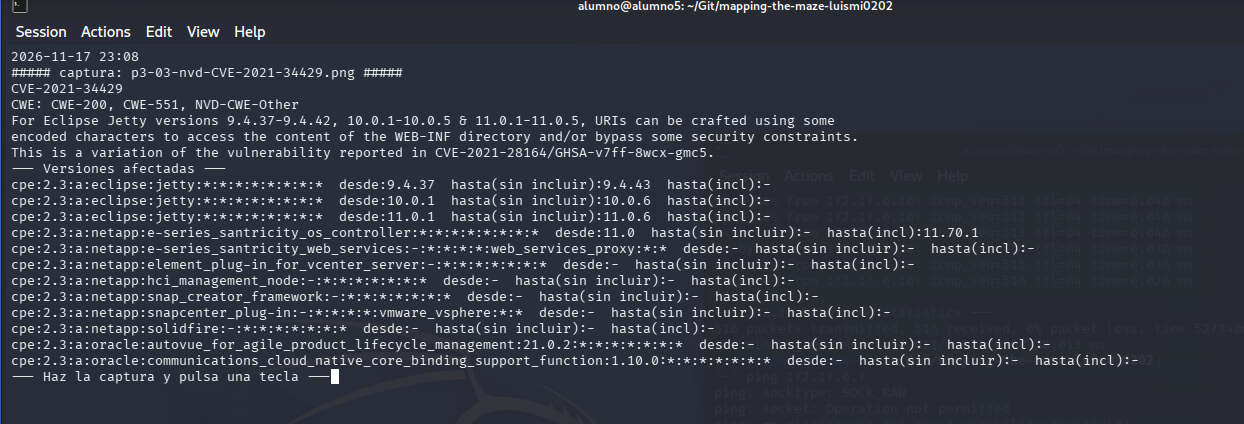 alumno@alumno5: ~/Git/mapping-the-maze-luismi0202
Session Actions Edit View Help
2026-11-17 23:08
##### captura: p3-03-nvd-CVE-2021-34429.png #####
CVE-2021-34429
CWE: CWE-200, CWE-551, NVD-CWE-Other
For Eclipse Jetty versions 9.4.37-9.4.42, 10.0.1-10.0.5 & 11.0.1-11.0.5, URIs can be crafted using some
encoded characters to access the content of the WEB-INF directory and/or bypass some security constraints.
This is a variation of the vulnerability reported in CVE-2021-28164/GHSA-v7ff-8wcx-gmc5.
--- Versiones afectadas ---
cpe:2.3:a:eclipse:jetty:*:*:*:*:*:*:*:* desde:9.4.37 hasta(sin incluir):9.4.43 hasta(incl):-
cpe:2.3:a:eclipse:jetty:*:*:*:*:*:*:*:* desde:10.0.1 hasta(sin incluir):10.0.6 hasta(incl):-
cpe:2.3:a:eclipse:jetty:*:*:*:*:*:*:*:* desde:11.0.1 hasta(sin incluir):11.0.6 hasta(incl):-
cpe:2.3:a:netapp:e-series_santricity_os_controller:*:*:*:*:*:*:*:* desde:11.0 hasta(sin incluir):- hasta(incl):11.70.1
cpe:2.3:a:netapp:e-series_santricity_web_services:-:*:*:*:*:web_services_proxy:*:* desde:- hasta(sin incluir):- hasta(incl):-
cpe:2.3:a:netapp:element_plug-in_for_vcenter_server:-:*:*:*:*:*:*:* desde:- hasta(sin incluir):- hasta(incl):-
cpe:2.3:a:netapp:hci_management_node:-:*:*:*:*:*:*:* desde:- hasta(sin incluir):- hasta(incl):-
cpe:2.3:a:netapp:snap_creator_framework:-:*:*:*:*:*:*:* desde:- hasta(sin incluir):- hasta(incl):-
cpe:2.3:a:netapp:snapcenter_plug-in:-:*:*:*:*:vmware_vsphere:*:* desde:- hasta(sin incluir):- hasta(incl):-
cpe:2.3:a:netapp:solidfire:-:*:*:*:*:*:*:* desde:- hasta(sin incluir):- hasta(incl):-
cpe:2.3:a:oracle:autovue_for_agile_product_lifecycle_management:21.0.2:*:*:*:*:*:*:* desde:- hasta(sin incluir):- hasta(incl):-
cpe:2.3:a:oracle:communications_cloud_native_core_binding_support_function:1.10.0:*:*:*:*:*:*:* desde:- hasta(sin incluir):- hasta(incl):-
--- Haz la captura y pulsa una tecla ---
Session Actions Edit View Help
ping: socktype: SOCK_RAW
ping: socket: Operation not permitted